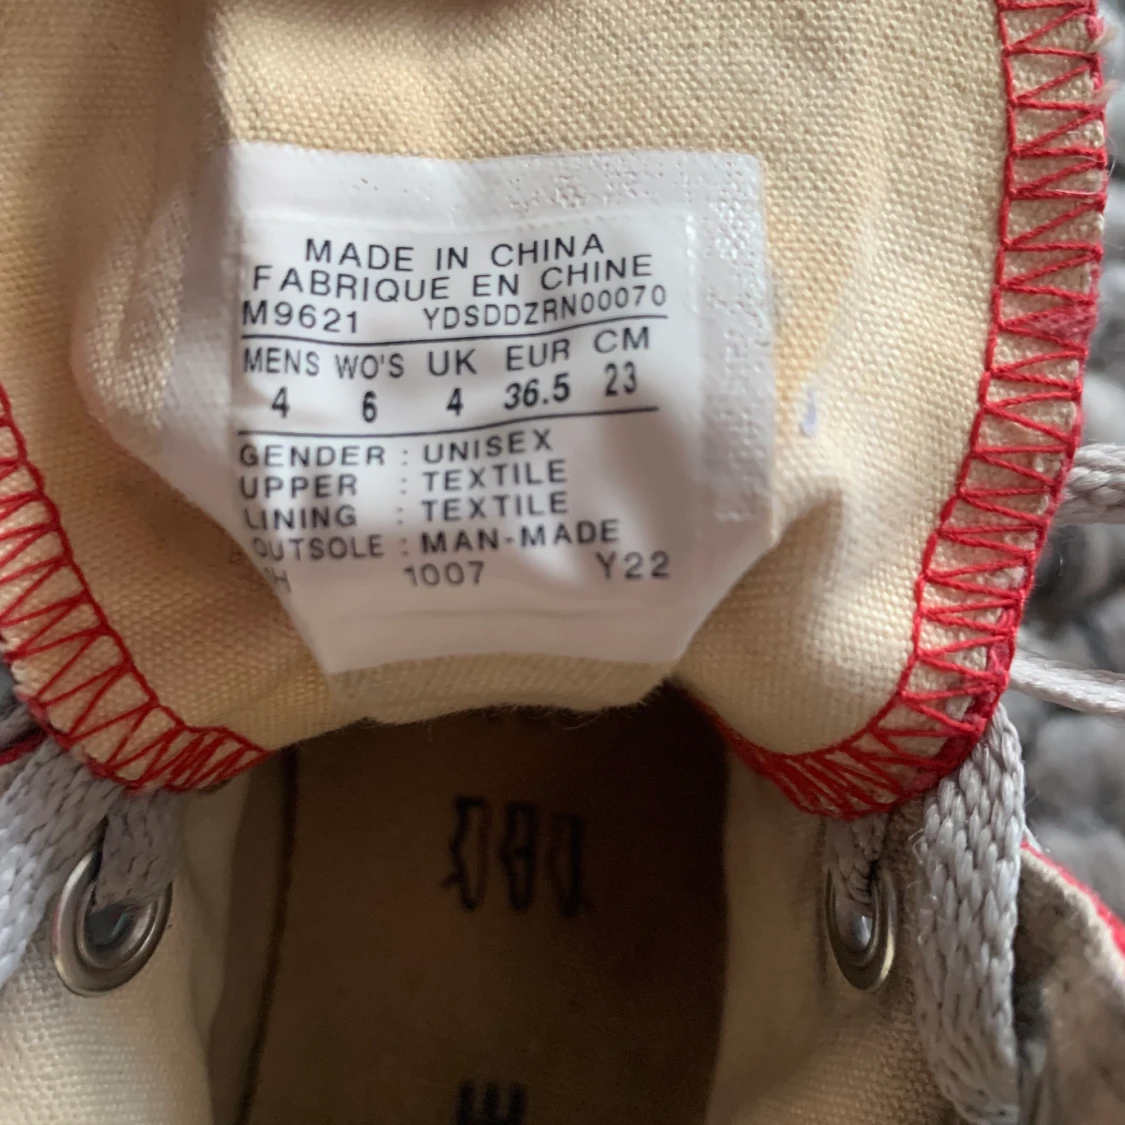 MADE IN CHINA
FABRIQUE EN CHINE
M9621 YDSDDZRN00070
MENS WO'S UK EUR CM
4 6 4 36.5 23
GENDER : UNISEX
UPPER : TEXTILE
LINING : TEXTILE
OUTSOLE : MAN-MADE
1007 Y22